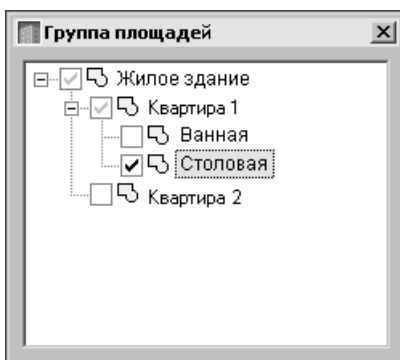 Группа площадей
Жилое здание
Квартира 1
Ванная
Столовая
Квартира 2